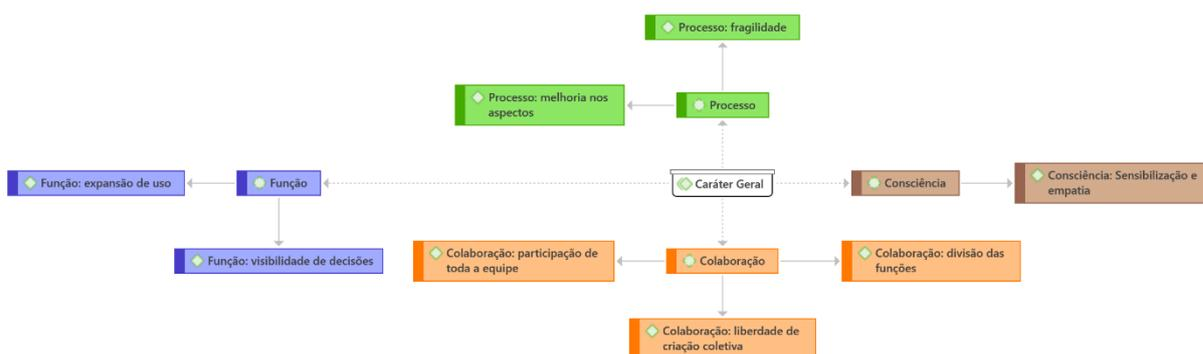 Processo: fragilidade
Processo: melhoria nos
aspectos
Processo
Função: expansão de uso
Função
Caráter Geral
Consciência
Consciência: Sensibilização e
empatia
Função: visibilidade de decisões
Colaboração: participação de
toda a equipe
Colaboração
Colaboração: divisão das
funções
Colaboração: liberdade de
criação coletiva